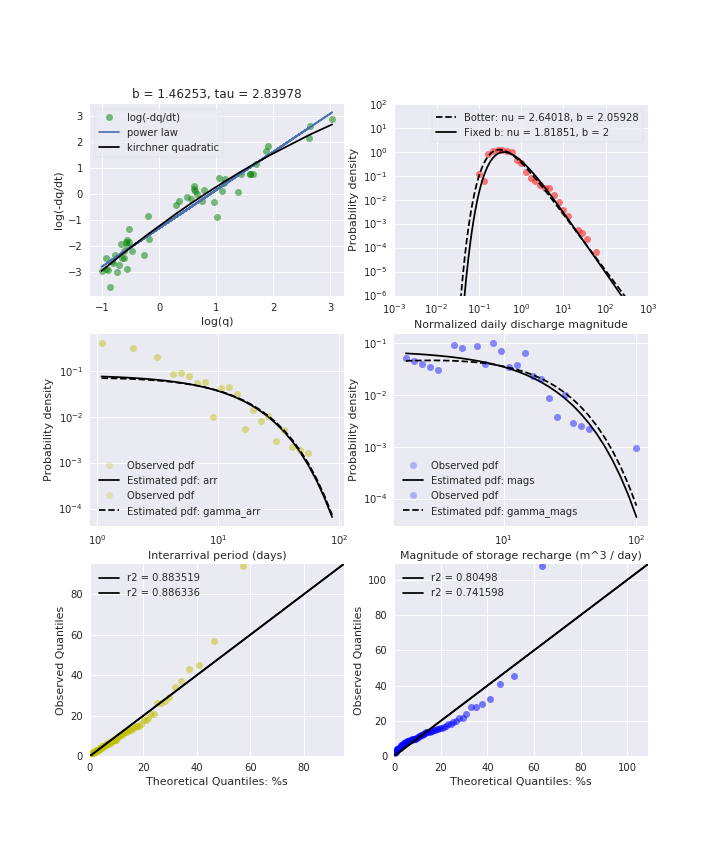 b = 1.46253, tau = 2.83978
log(-dq/dt)
power law
kirchner quadratic
3
2
1
0
−1
−2
−3
log(-dq/dt)
−1
0
1
2
3
log(q)
Botter: nu = 2.64018, b = 2.05928
Fixed b: nu = 1.81851, b = 2
10^2
10^1
10^0
10^−1
10^−2
10^−3
10^−4
10^−5
10^−6
Probability density
10^−3
10^−2
10^−1
10^0
10^1
10^2
10^3
Normalized daily discharge magnitude
10^−1
10^−2
10^−3
10^−4
Probability density
Observed pdf
Estimated pdf: arr
Observed pdf
Estimated pdf: gamma_arr
10^0
10^1
10^2
Interarrival period (days)
10^−1
10^−2
10^−3
10^−4
Probability density
Observed pdf
Estimated pdf: mags
Observed pdf
Estimated pdf: gamma_mags
10^1
10^2
Magnitude of storage recharge (m^3 / day)
r2 = 0.883519
r2 = 0.886336
80
60
40
20
0
Observed Quantiles
0
20
40
60
80
Theoretical Quantiles: %s
r2 = 0.80498
r2 = 0.741598
100
80
60
40
20
0
Observed Quantiles
0
20
40
60
80
100
Theoretical Quantiles: %s